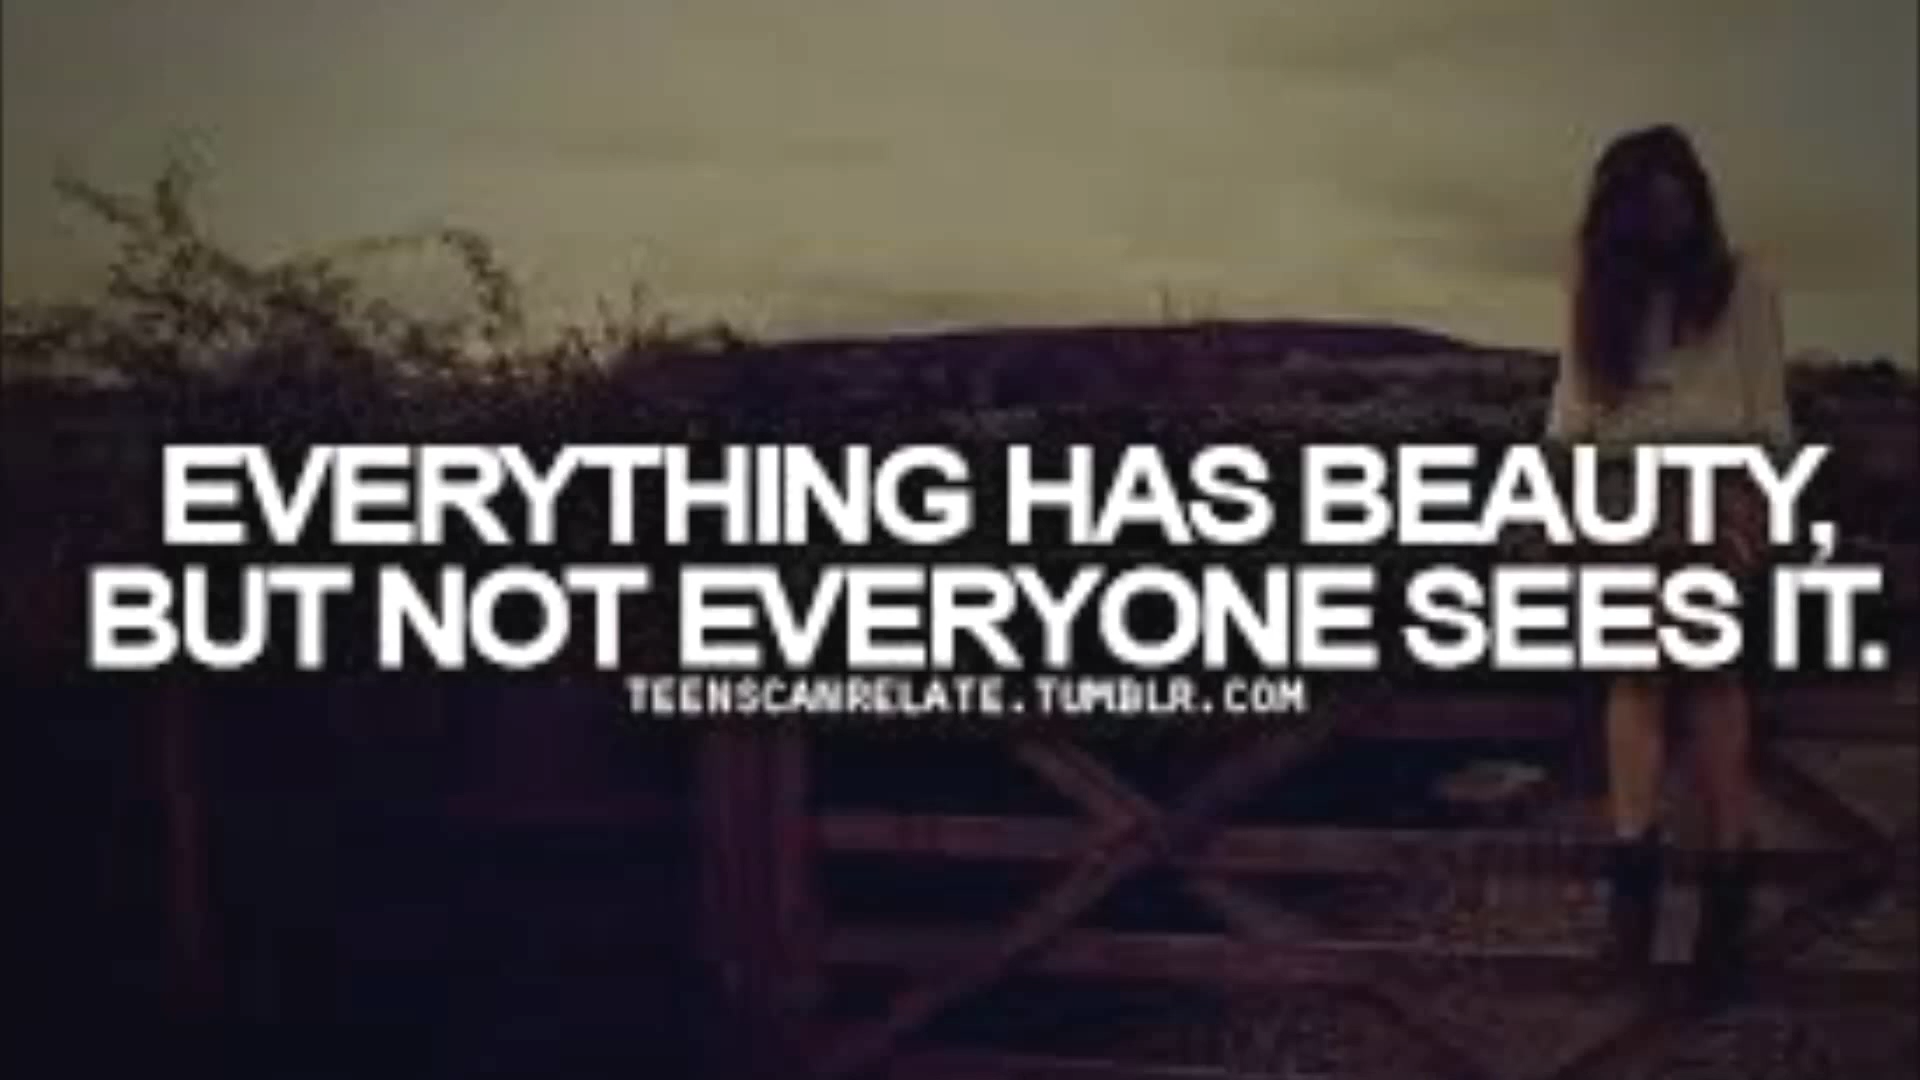 EVERYTHING HAS BEAUTY,
BUT NOT EVERYONE SEES IT.
TEENSCANRELATE.TUMBLR.COM